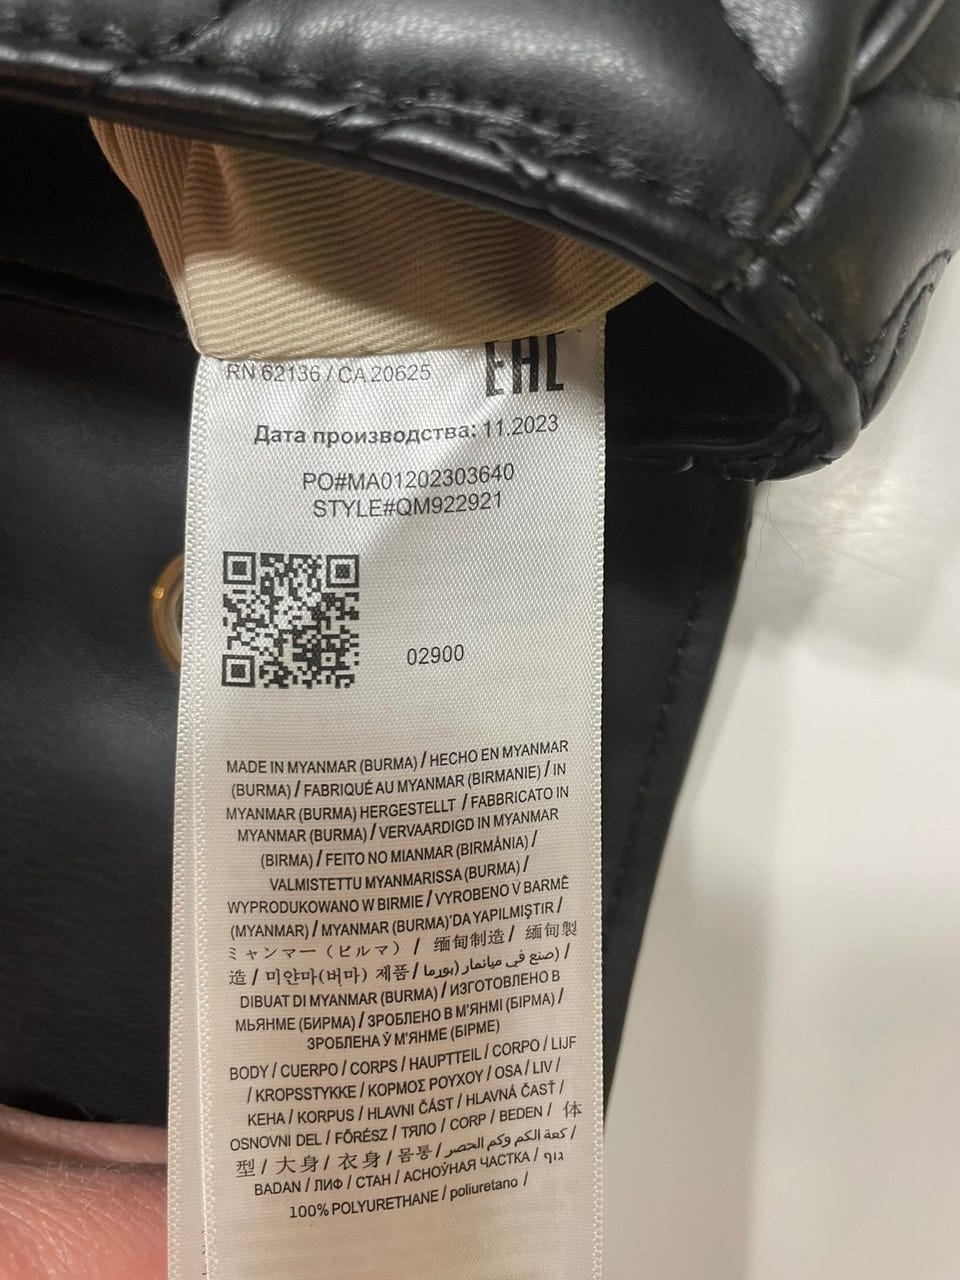 RN 62136 / CA 20625
EAC
Дата производства: 11.2023
PO#MA01202303640
STYLE#QM922921
02900
MADE IN MYANMAR (BURMA) / HECHO EN MYANMAR
(BURMA) / FABRIQUÉ AU MYANMAR (BIRMANIE) / IN
MYANMAR (BURMA) HERGESTELLT / FABBRICATO IN
MYANMAR (BURMA) / VERVAARDIGD IN MYANMAR
(BIRMA) / FEITO NO MIANMAR (BIRMÂNIA) /
VALMISTETTU MYANMARISSA (BURMA) /
WYPRODUKOWANO W BIRMIE / VYROBENO V BARMĚ
(MYANMAR) / MYANMAR (BURMA)'DA YAPILMIŞTIR /
ミャンマー（ビルマ） / 缅甸制造 / 緬甸製
造 / 미얀마(버마) 제품 / صنع في ميانمار (بورما) /
DIBUAT DI MYANMAR (BURMA) / ИЗГОТОВЛЕНО В
МЬЯНМЕ (БИРМА) / ЗРОБЛЕНО В М'ЯНМІ (БІРМА) /
ЗРОБЛЕНА Ў М'ЯНМЕ (БІРМЕ)
BODY / CUERPO / CORPS / HAUPTTEIL / CORPO / LIJF
/ KROPSSTYKKE / ΚΟΡΜΟΣ ΡΟΥΧΟΥ / OSA / LIV /
KEHA / KORPUS / HLAVNI ČÁST / HLAVNÁ ČASŤ /
OSNOVNI DEL / FŐRÉSZ / ТЯЛО / CORP / BEDEN / 体
型 / 大身 / 衣身 / 몸통 / كعة الكم وكم الخصر /
BADAN / ЛИФ / СТАН / АСНОЎНАЯ ЧАСТКА / גוף
100% POLYURETHANE / poliuretano /